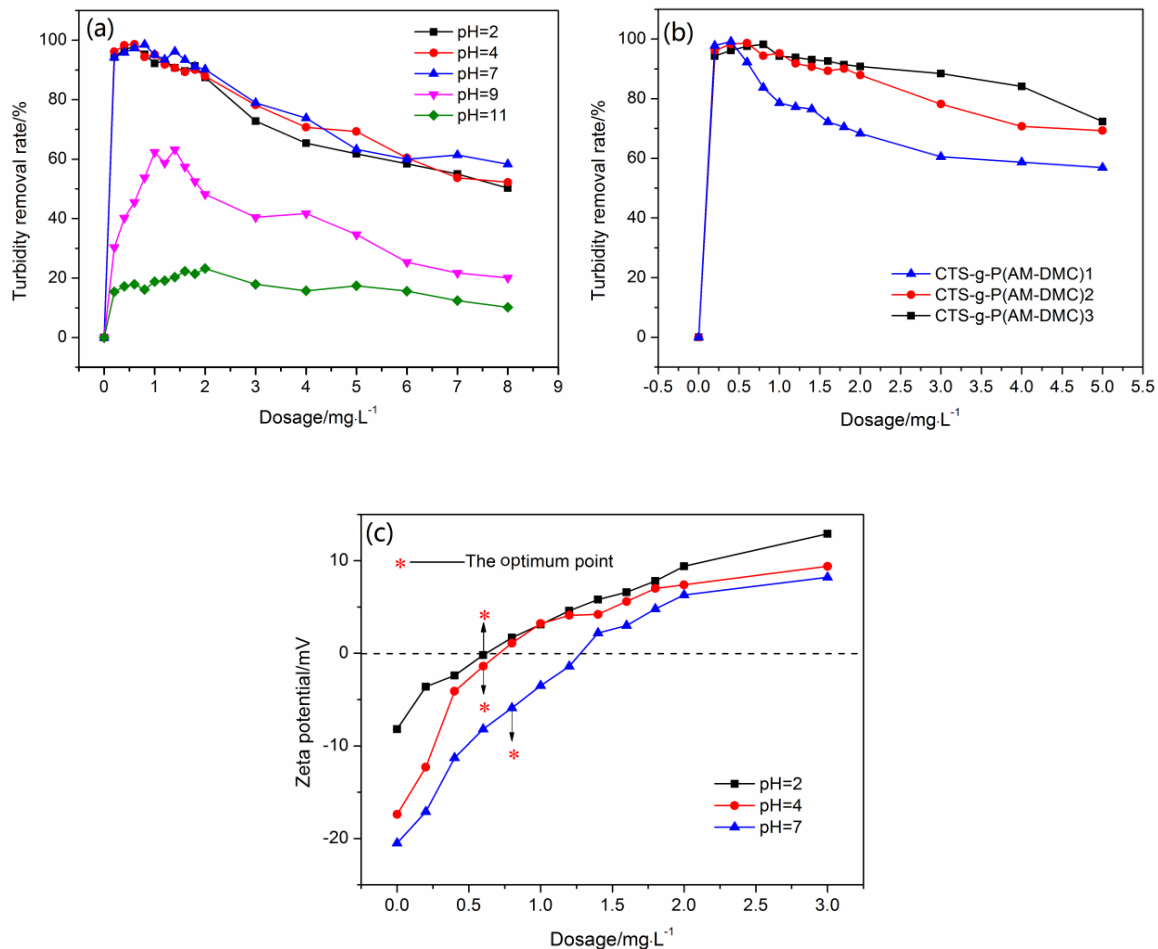 (a)
pH=2
pH=4
pH=7
pH=9
pH=11
Turbidity removal rate/%
100
80
60
40
20
0
0 1 2 3 4 5 6 7 8 9
Dosage/mg·L⁻¹
(b)
Turbidity removal rate/%
100
80
60
40
20
0
CTS-g-P(AM-DMC)1
CTS-g-P(AM-DMC)2
CTS-g-P(AM-DMC)3
-0.5 0.0 0.5 1.0 1.5 2.0 2.5 3.0 3.5 4.0 4.5 5.0 5.5
Dosage/mg·L⁻¹
(c)
* The optimum point
*
*
*
Zeta potential/mV
10
0
-10
-20
pH=2
pH=4
pH=7
0.0 0.5 1.0 1.5 2.0 2.5 3.0
Dosage/mg·L⁻¹